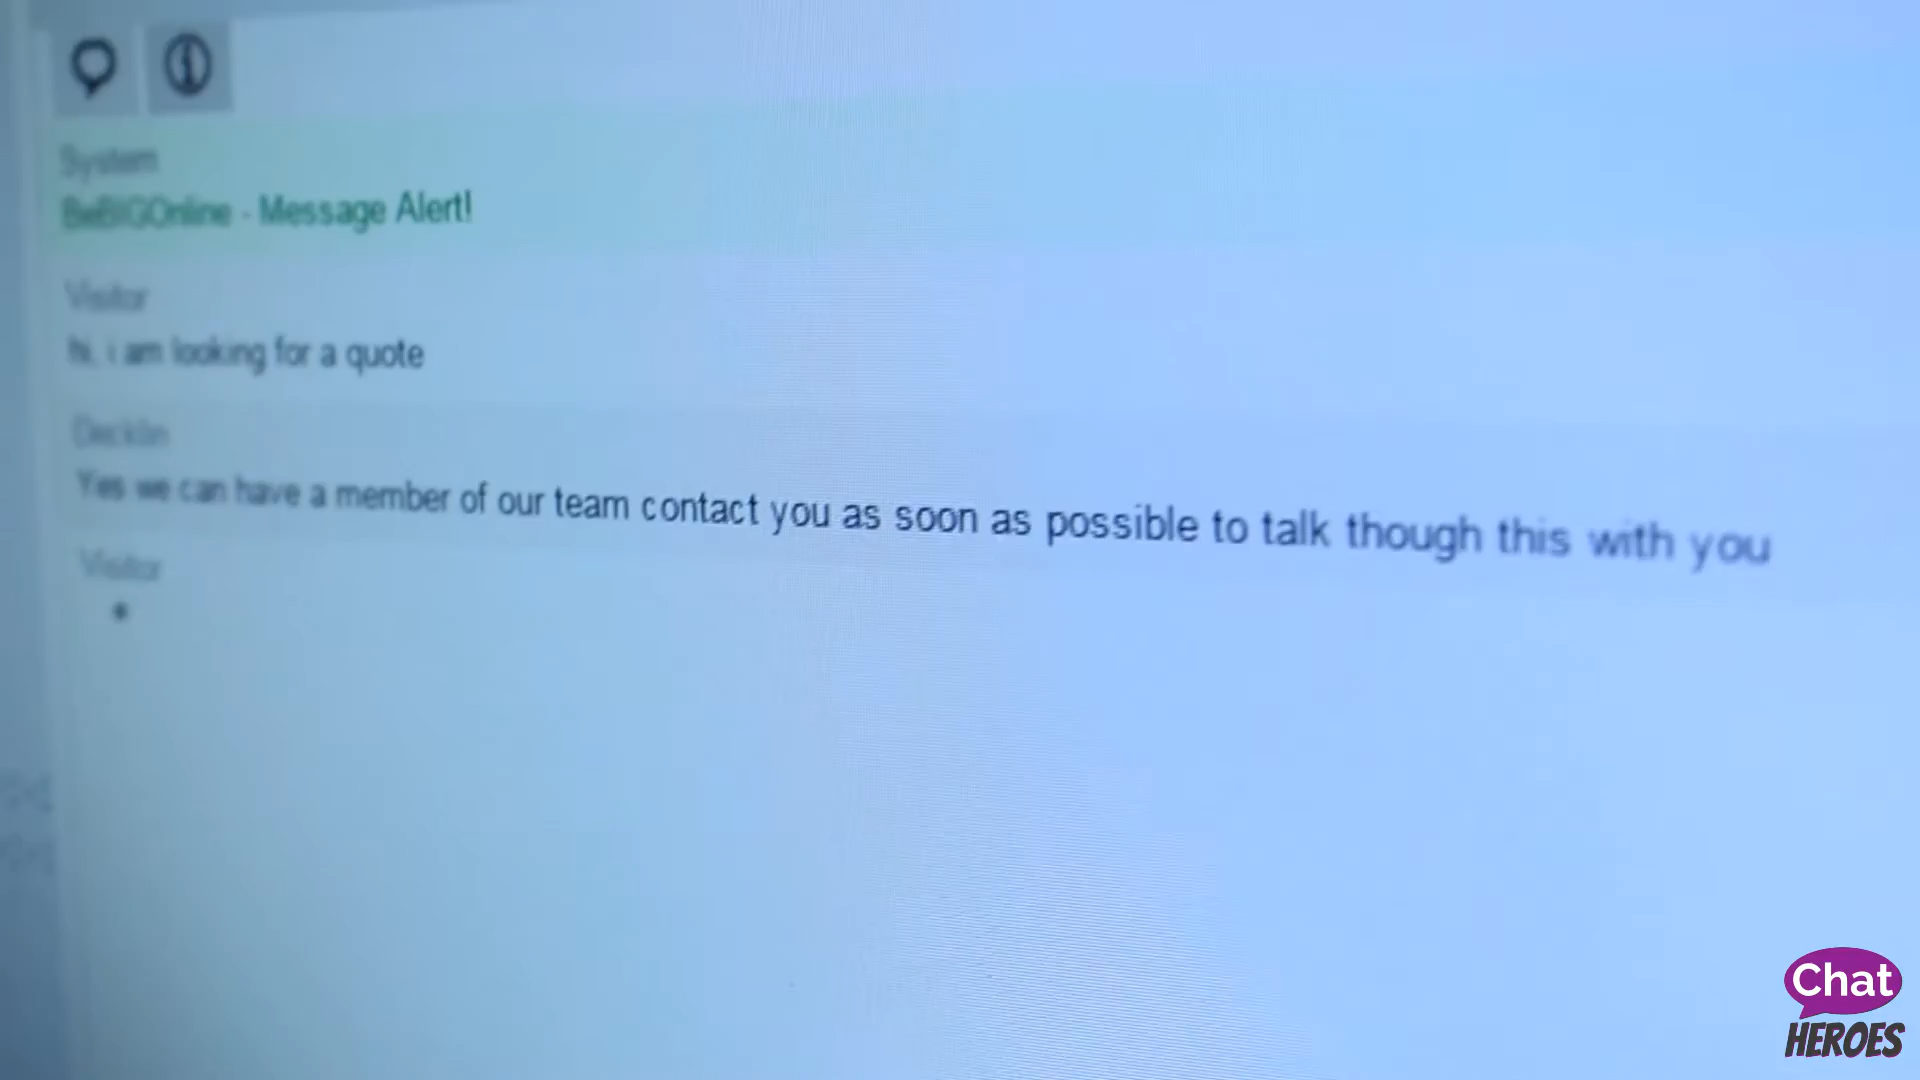 System
BeBIGOnline - Message Alert!
Visitor
hi, i am looking for a quote
Decklin
Yes we can have a member of our team contact you as soon as possible to talk though this with you
Visitor
Chat
HEROES